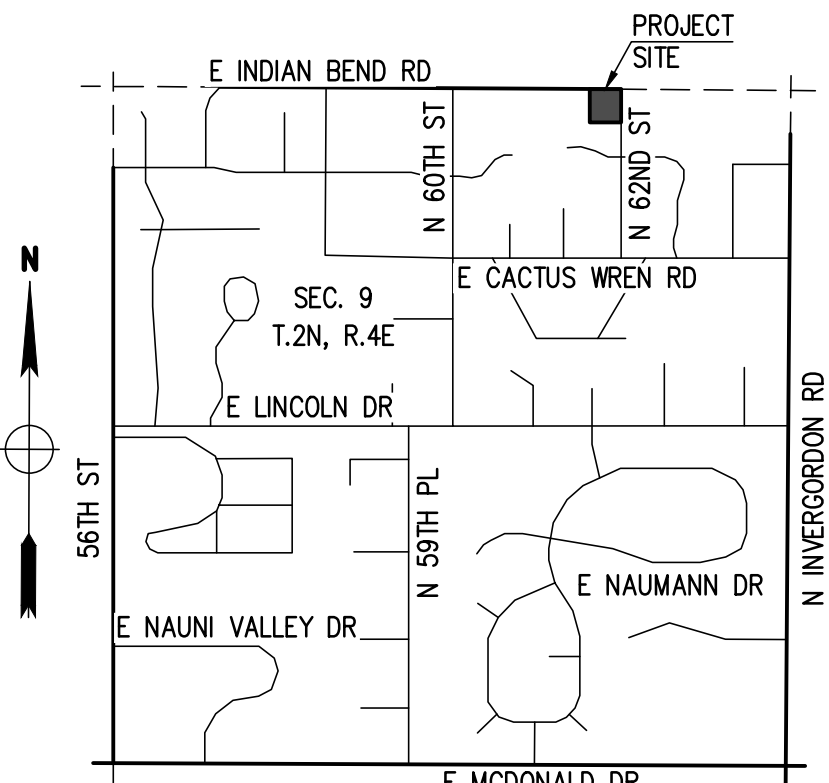 PROJECT
SITE
E INDIAN BEND RD
N 60TH ST
N 62ND ST
N
E CACTUS WREN RD
SEC. 9
T.2N, R.4E
E LINCOLN DR
N INVERGORDON RD
56TH ST
N 59TH PL
E NAUMANN DR
E NAUNI VALLEY DR
E MCDONALD DR